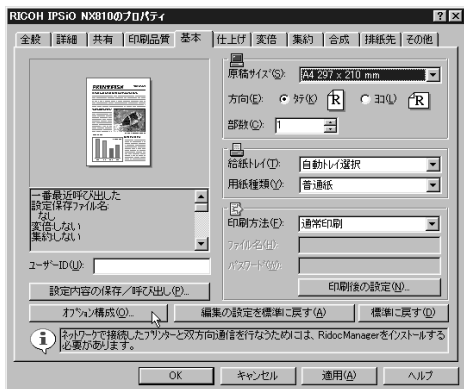 RICOH IPSiO NX810のプロパティ
全般 詳細 共有 印刷品質 基本 仕上げ 変倍 集約 合成 排紙先 その他
原稿サイズ(S): A4 297 x 210 mm
方向(E): タテ(K) R ヨコ(L) R
部数(C): 1
給紙トレイ(T): 自動トレイ選択
用紙種類(Y): 普通紙
一番最近呼び出した
設定保存ファイル名:
なし
変倍しない
集約しない
印刷方法(F): 通常印刷
ファイル名(H):
パスワード(W):
ユーザーID(U):
設定内容の保存/呼び出し(P)...
印刷後の設定(N)...
オプション構成(O)...
編集の設定を標準に戻す(A)
標準に戻す(D)
ネットワークで接続したプリンターと双方向通信を行なうためには、Ridoc Managerをインストールする
必要があります。
OK キャンセル 適用(A) ヘルプ